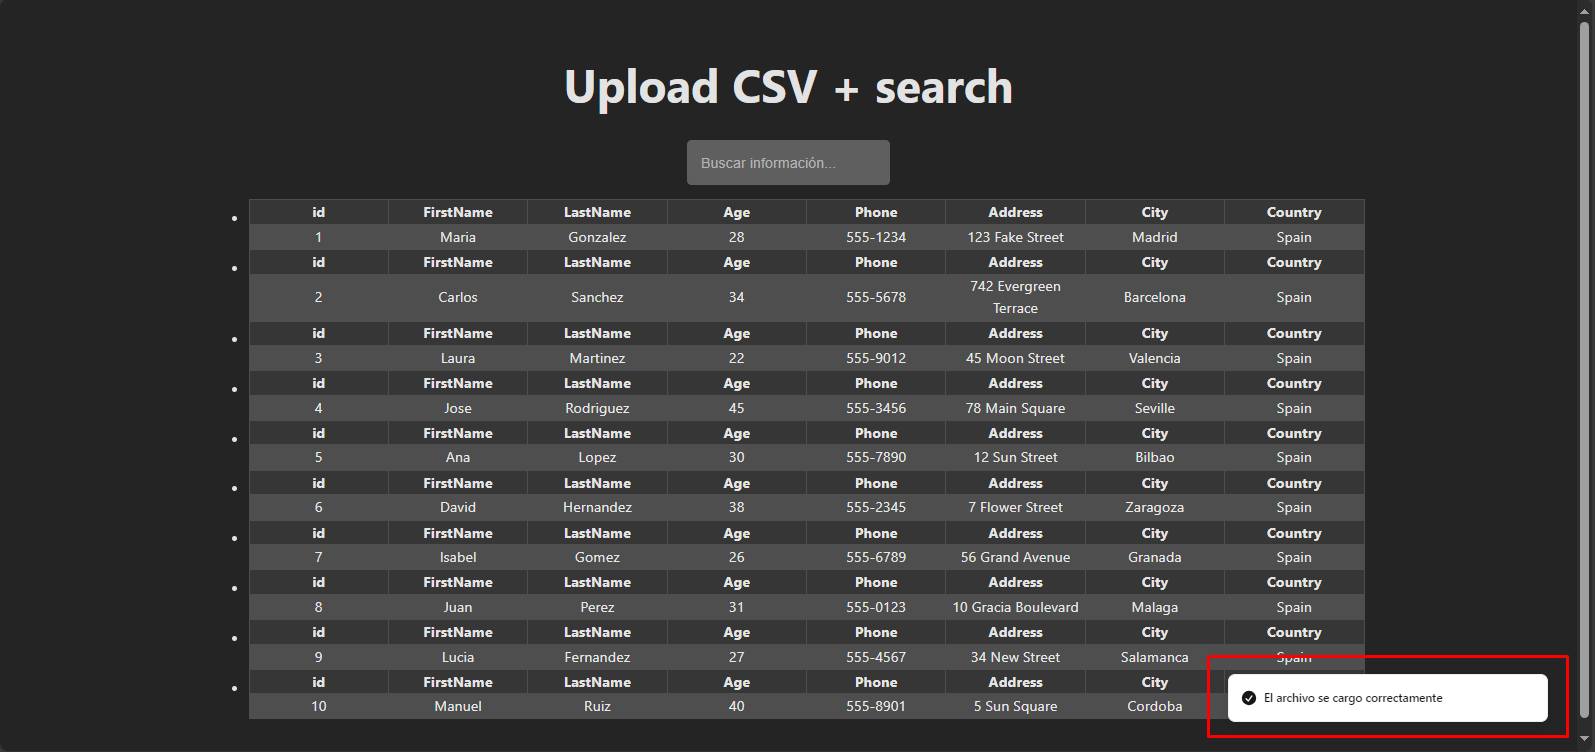 Upload CSV + search
Buscar información...
id FirstName LastName Age Phone Address City Country
1 Maria Gonzalez 28 555-1234 123 Fake Street Madrid Spain
id FirstName LastName Age Phone Address City Country
2 Carlos Sanchez 34 555-5678 742 Evergreen Terrace Barcelona Spain
id FirstName LastName Age Phone Address City Country
3 Laura Martinez 22 555-9012 45 Moon Street Valencia Spain
id FirstName LastName Age Phone Address City Country
4 Jose Rodriguez 45 555-3456 78 Main Square Seville Spain
id FirstName LastName Age Phone Address City Country
5 Ana Lopez 30 555-7890 12 Sun Street Bilbao Spain
id FirstName LastName Age Phone Address City Country
6 David Hernandez 38 555-2345 7 Flower Street Zaragoza Spain
id FirstName LastName Age Phone Address City Country
7 Isabel Gomez 26 555-6789 56 Grand Avenue Granada Spain
id FirstName LastName Age Phone Address City Country
8 Juan Perez 31 555-0123 10 Gracia Boulevard Malaga Spain
id FirstName LastName Age Phone Address City Country
9 Lucia Fernandez 27 555-4567 34 New Street Salamanca Spain
id FirstName LastName Age Phone Address City
10 Manuel Ruiz 40 555-8901 5 Sun Square Cordoba
El archivo se cargo correctamente